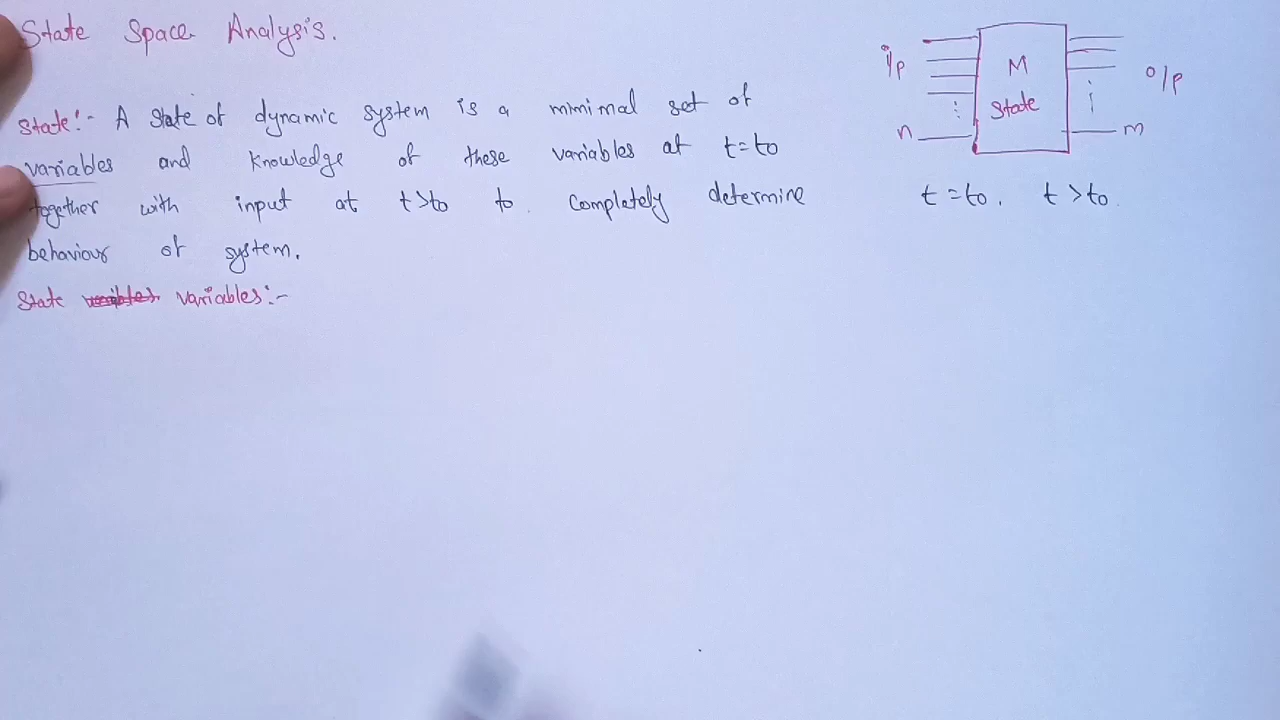 State Space Analysis.
State:- A state of dynamic system is a minimal set of
variables and knowledge of these variables at t=to
together with input at t>to to completely determine
behaviour of system.
State variables:-
i/p
M
State
o/p
n
m
t=to. t>to.